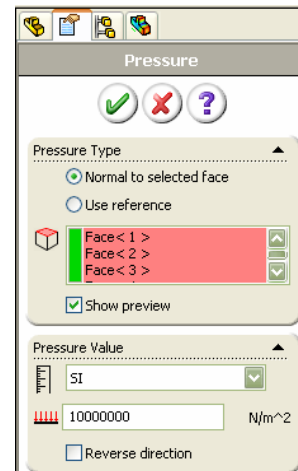 Pressure
?
Pressure Type
Normal to selected face
Use reference
Face< 1 >
Face< 2 >
Face< 3 >
Show preview
Pressure Value
SI
10000000 N/m^2
Reverse direction